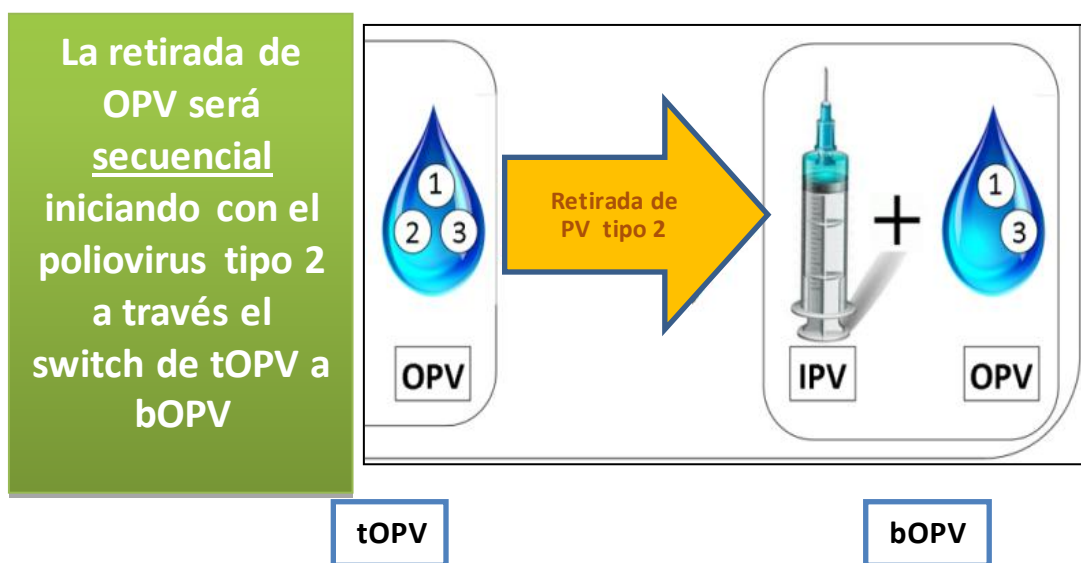 La retirada de
OPV será
secuencial
iniciando con el
poliovirus tipo 2
a través el
switch de tOPV a
bOPV
1
2 3
OPV
Retirada de
PV tipo 2
+
1
3
IPV
OPV
tOPV
bOPV